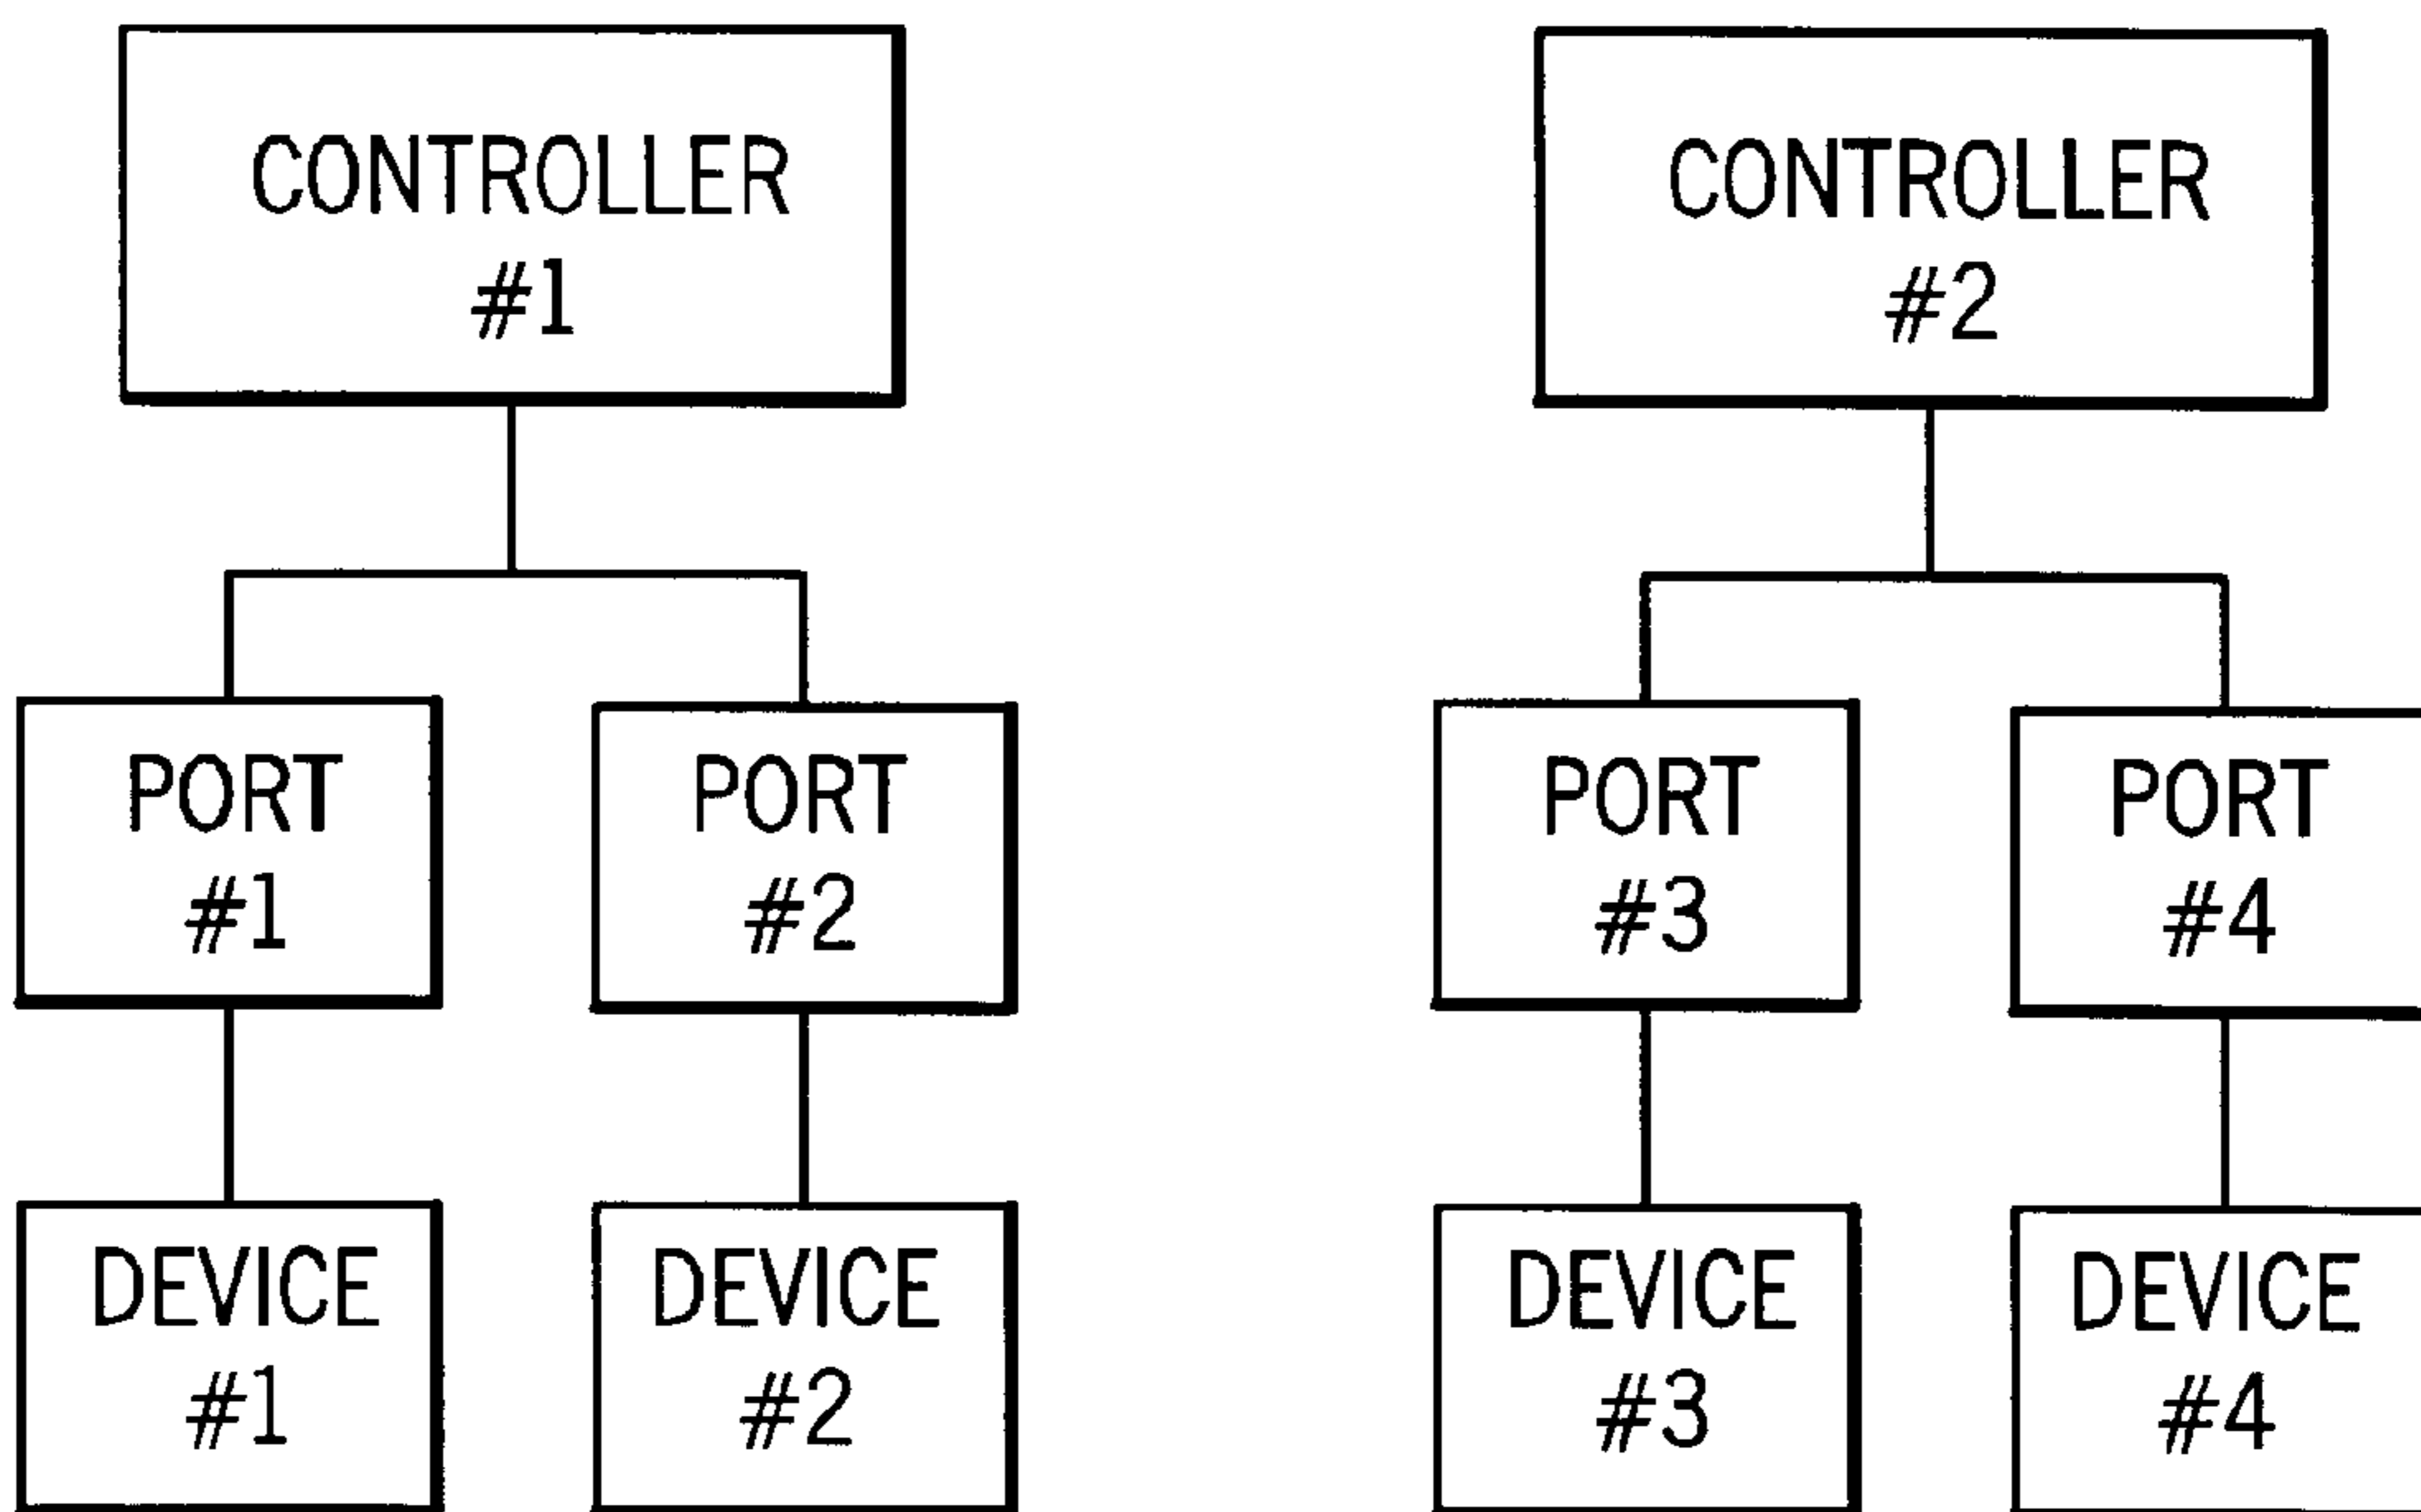 CONTROLLER
#1
CONTROLLER
#2
PORT
#1
PORT
#2
PORT
#3
PORT
#4
DEVICE
#1
DEVICE
#2
DEVICE
#3
DEVICE
#4